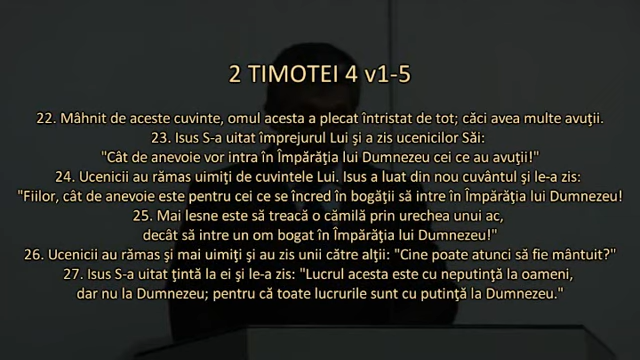 2 TIMOTEI 4 v1-5
22. Mâhnit de aceste cuvinte, omul acesta a plecat întristat de tot; căci avea multe avuţii.
23. Isus S-a uitat împrejurul Lui şi a zis ucenicilor Săi:
"Cât de anevoie vor intra în Împărăţia lui Dumnezeu cei ce au avuţii!"
24. Ucenicii au rămas uimiţi de cuvintele Lui. Isus a luat din nou cuvântul şi le-a zis:
"Fiilor, cât de anevoie este pentru cei ce se încred în bogăţii să intre în Împărăţia lui Dumnezeu!
25. Mai lesne este să treacă o cămilă prin urechea unui ac,
decât să intre un om bogat în Împărăţia lui Dumnezeu!"
26. Ucenicii au rămas şi mai uimiţi şi au zis unii către alţii: "Cine poate atunci să fie mântuit?"
27. Isus S-a uitat ţintă la ei şi le-a zis: "Lucrul acesta este cu neputinţă la oameni,
dar nu la Dumnezeu; pentru că toate lucrurile sunt cu putinţă la Dumnezeu."